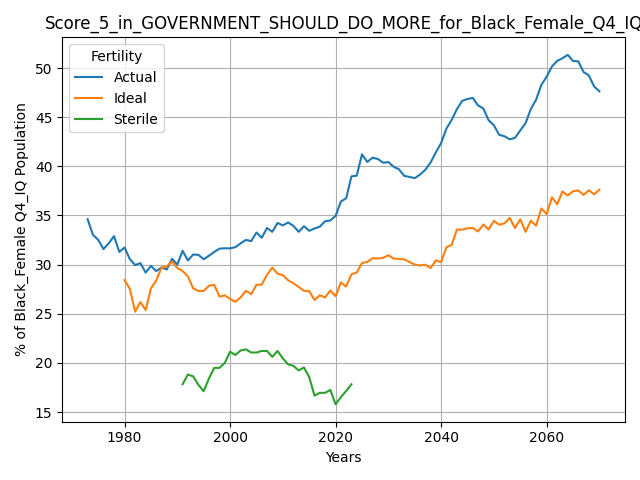 Score_5_in_GOVERNMENT_SHOULD_DO_MORE_for_Black_Female_Q4_IQ
Fertility
Actual
Ideal
Sterile
% of Black_Female Q4_IQ Population
50
45
40
35
30
25
20
15
1980
2000
2020
2040
2060
Years